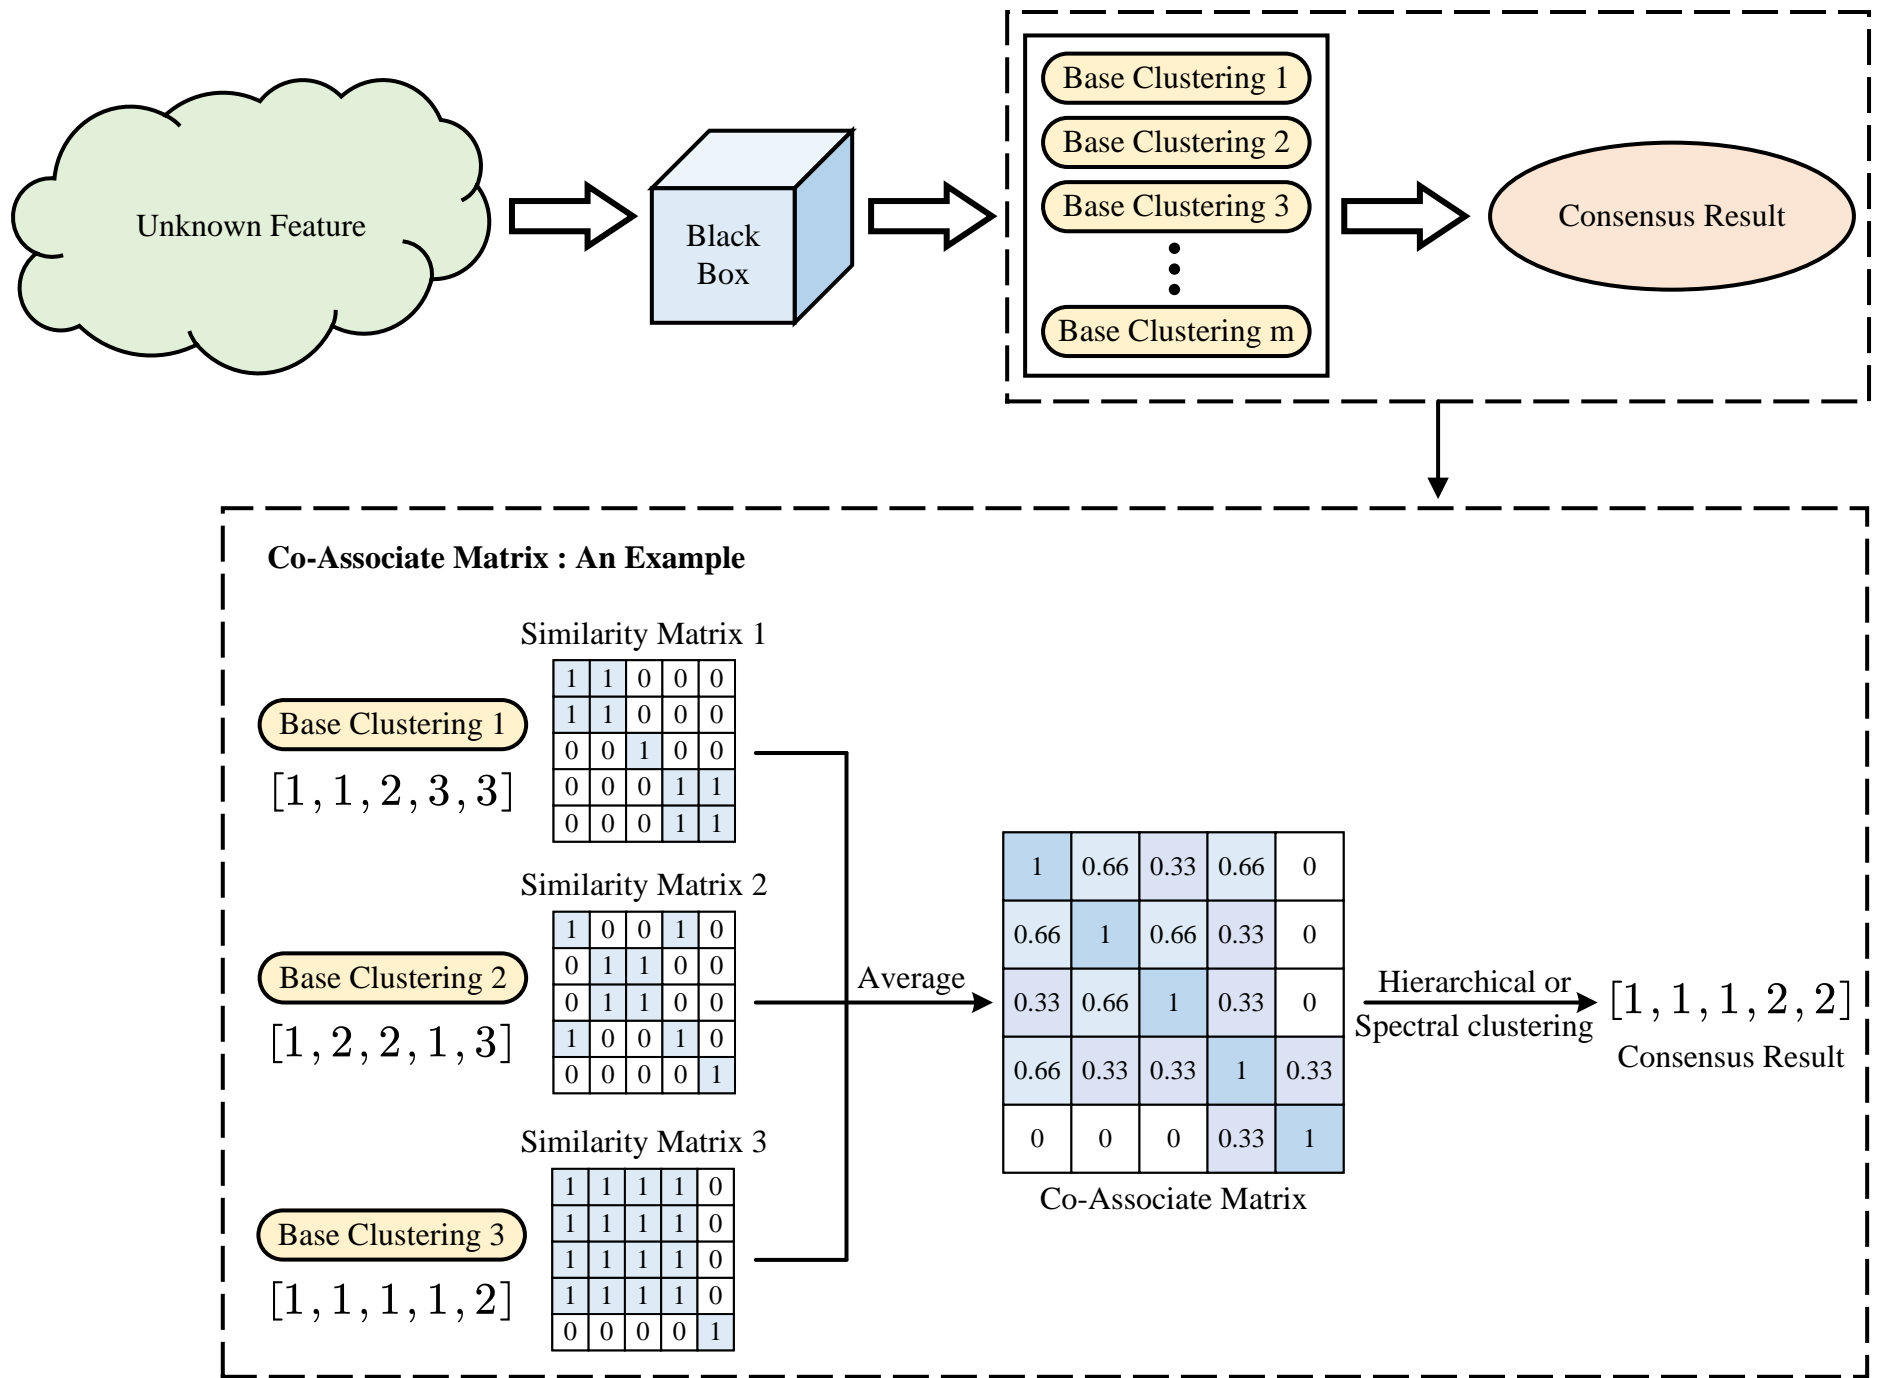 Unknown Feature
Black
Box
Base Clustering 1
Base Clustering 2
Base Clustering 3
Base Clustering m
Consensus Result
Co-Associate Matrix : An Example
Similarity Matrix 1
Base Clustering 1
[1, 1, 2, 3, 3]
1 1 0 0 0
1 1 0 0 0
0 0 1 0 0
0 0 0 1 1
0 0 0 1 1
Similarity Matrix 2
Base Clustering 2
[1, 2, 2, 1, 3]
1 0 0 1 0
0 1 1 0 0
0 1 1 0 0
1 0 0 1 0
0 0 0 0 1
Similarity Matrix 3
Base Clustering 3
[1, 1, 1, 1, 2]
1 1 1 1 0
1 1 1 1 0
1 1 1 1 0
1 1 1 1 0
0 0 0 0 1
Average
1 0.66 0.33 0.66 0
0.66 1 0.66 0.33 0
0.33 0.66 1 0.33 0
0.66 0.33 0.33 1 0.33
0 0 0 0.33 1
Co-Associate Matrix
Hierarchical or
Spectral clustering
[1, 1, 1, 2, 2]
Consensus Result